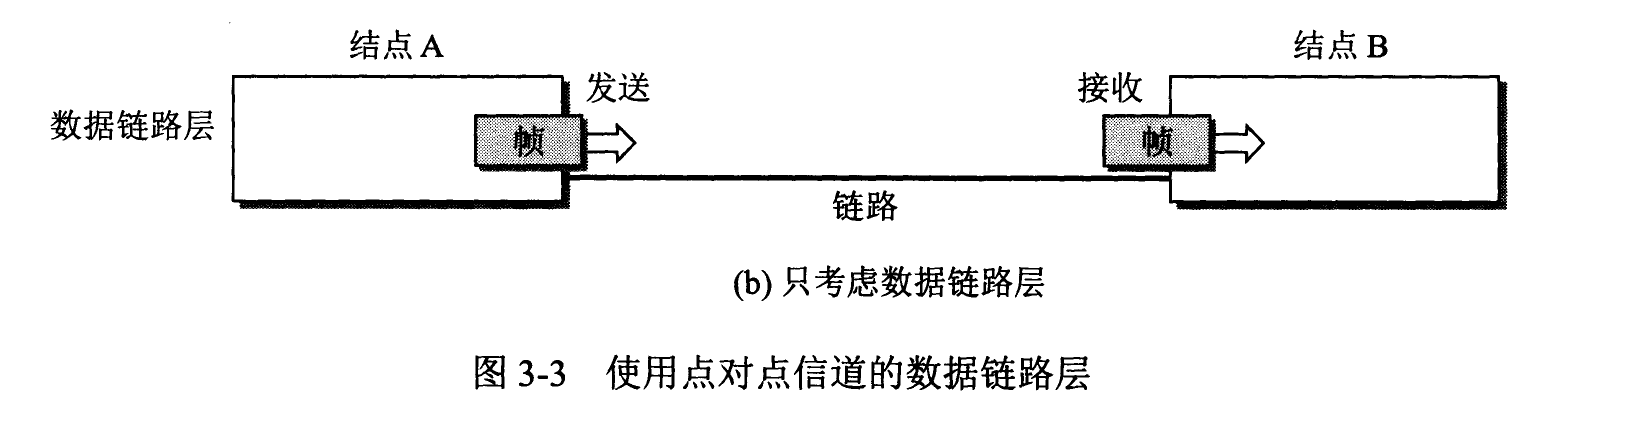 结点 A
结点 B
发送
接收
数据链路层
帧
帧
链路
(b) 只考虑数据链路层
图 3-3 使用点对点信道的数据链路层